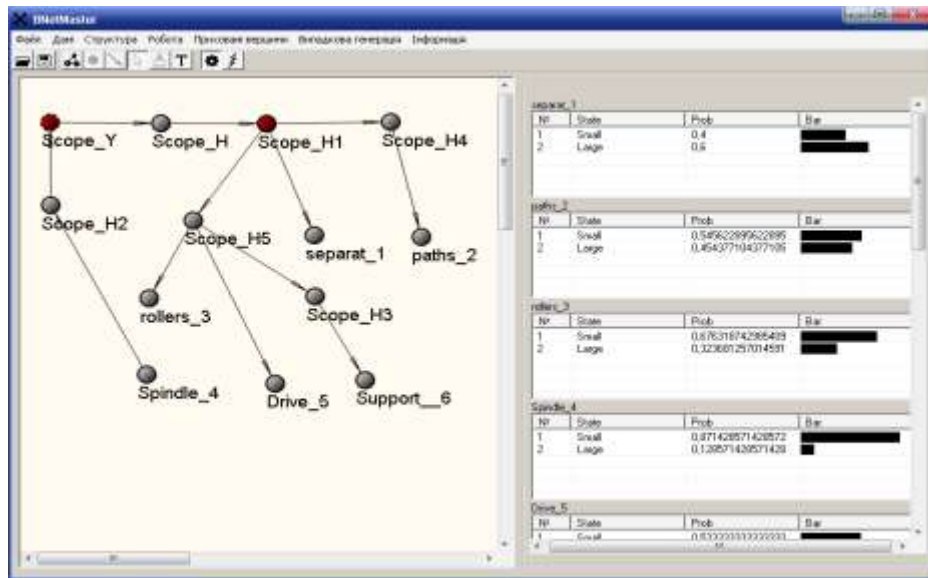 BNetMaster
Файл Дані Структура Робота Приховані вершини Випадкова генерація Інформація
T
Scope_Y
Scope_H
Scope_H1
Scope_H4
Scope_H2
Scope_H5
separat_1
paths_2
rollers_3
Scope_H3
Spindle_4
Drive_5
Support__6
separat_1
№ State Prob Bar
1 Small 0,4
2 Large 0,6
paths_2
№ State Prob Bar
1 Small 0,545622895622895
2 Large 0,454377104377105
rollers_3
№ State Prob Bar
1 Small 0,676318742985409
2 Large 0,323681257014591
Spindle_4
№ State Prob Bar
1 Small 0,871428571428572
2 Large 0,128571428571428
Drive_5
№ State Prob Bar
1 Small 0,533333333333333